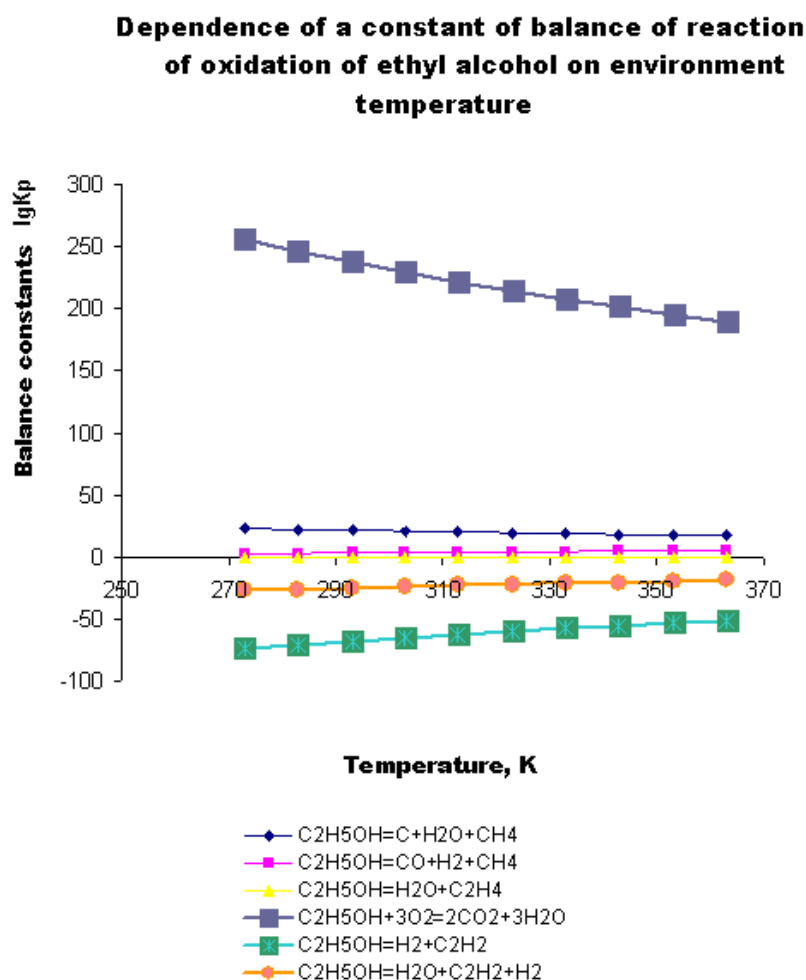 Dependence of a constant of balance of reaction
of oxidation of ethyl alcohol on environment
temperature
Balance constants lgKp
300
250
200
150
100
50
0
-50
-100
250
270
290
310
330
350
370
Temperature, K
C2H5OH=C+H2O+CH4
C2H5OH=CO+H2+CH4
C2H5OH=H2O+C2H4
C2H5OH+3O2=2CO2+3H2O
C2H5OH=H2+C2H2
C2H5OH=H2O+C2H2+H2